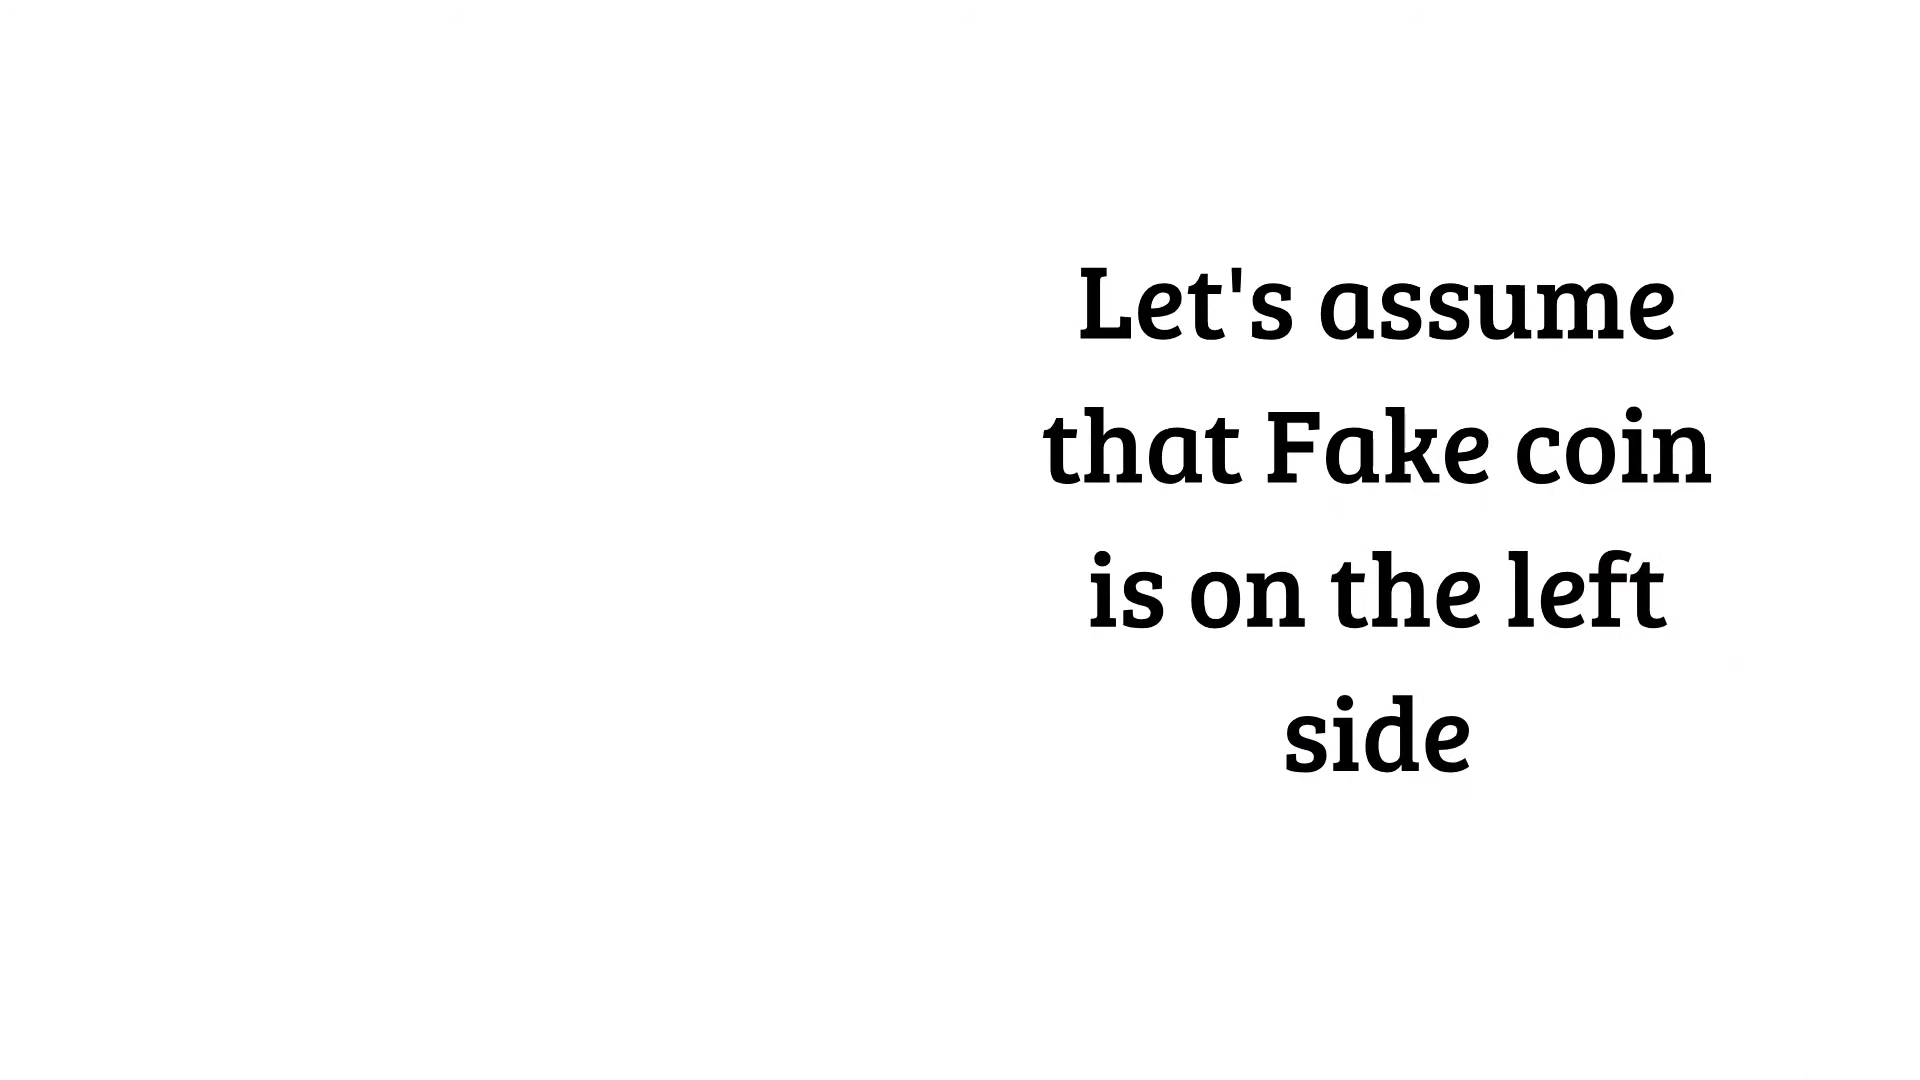 Let's assume
that Fake coin
is on the left
side